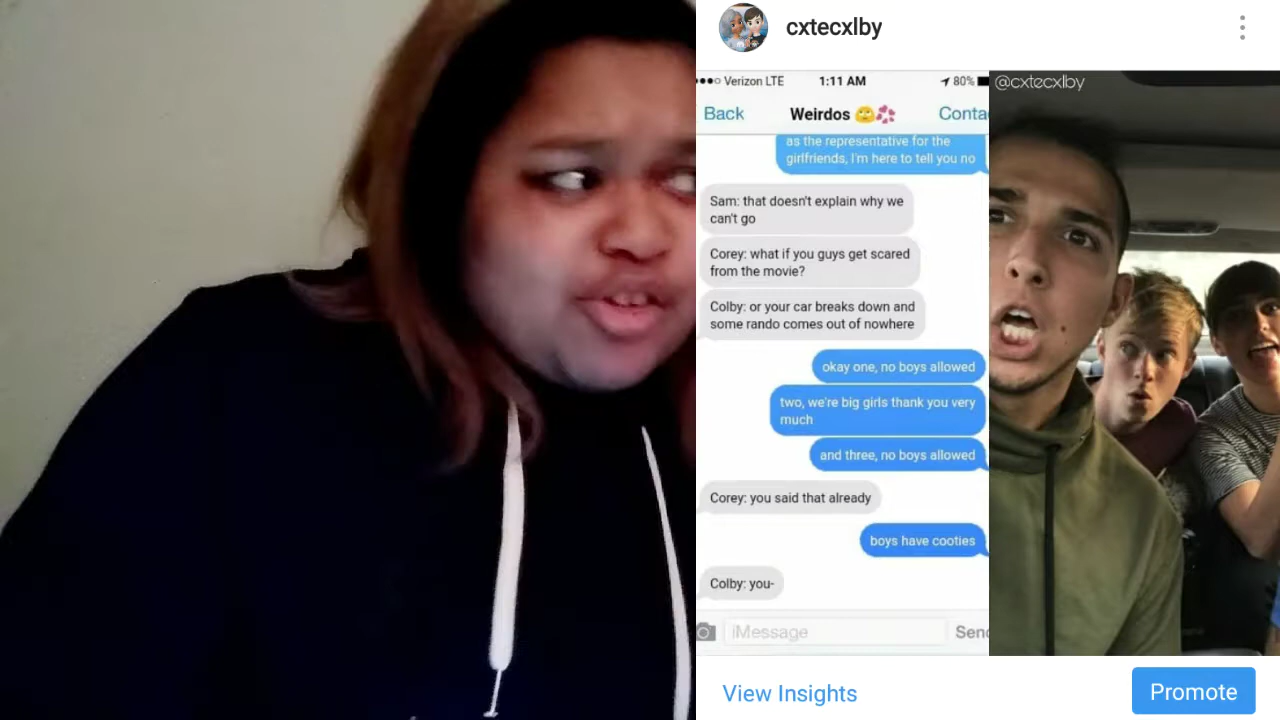 cxtecxlby
Verizon LTE 1:11 AM 80%
@cxtecxlby
Back Weirdos 🙄💞 Conta
as the representative for the
girlfriends, I'm here to tell you no
Sam: that doesn't explain why we
can't go
Corey: what if you guys get scared
from the movie?
Colby: or your car breaks down and
some rando comes out of nowhere
okay one, no boys allowed
two, we're big girls thank you very
much
and three, no boys allowed
Corey: you said that already
boys have cooties
Colby: you-
iMessage Send
View Insights Promote